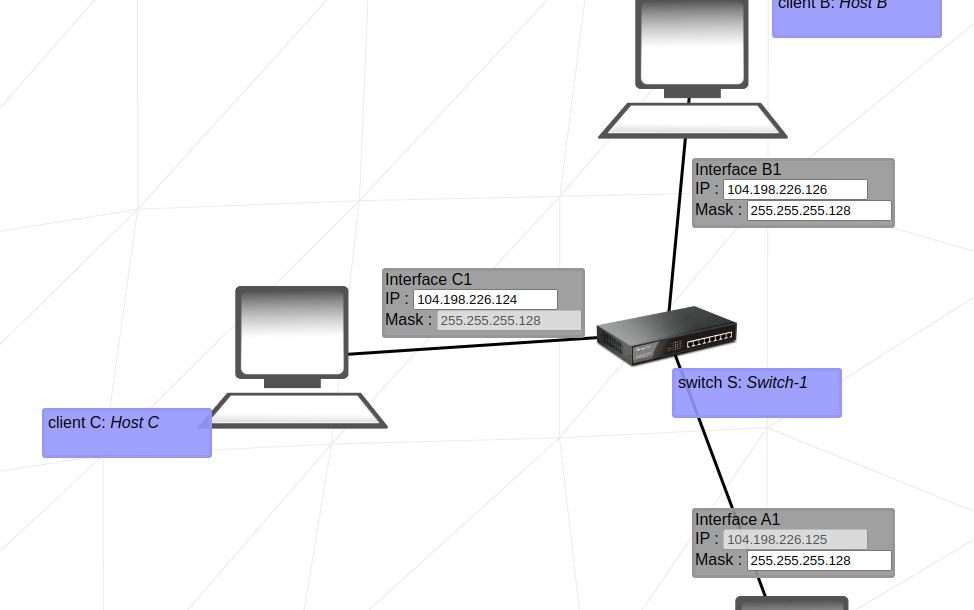 client B: Host B
Interface B1
IP : 104.198.226.126
Mask : 255.255.255.128
Interface C1
IP : 104.198.226.124
Mask : 255.255.255.128
switch S: Switch-1
client C: Host C
Interface A1
IP : 104.198.226.125
Mask : 255.255.255.128